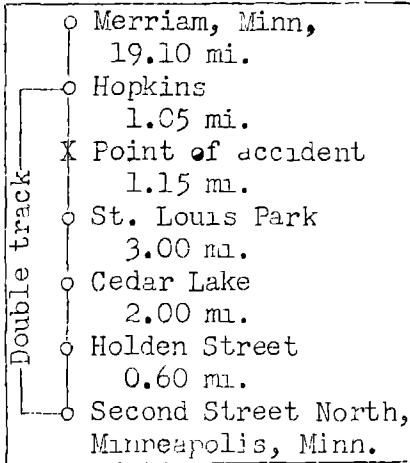 Merriam, Minn,
19.10 mi.
Hopkins
1.05 mi.
X Point of accident
1.15 mi.
St. Louis Park
3.00 mi.
Cedar Lake
2.00 mi.
Holden Street
0.60 mi.
Second Street North,
Minneapolis, Minn.
Double track